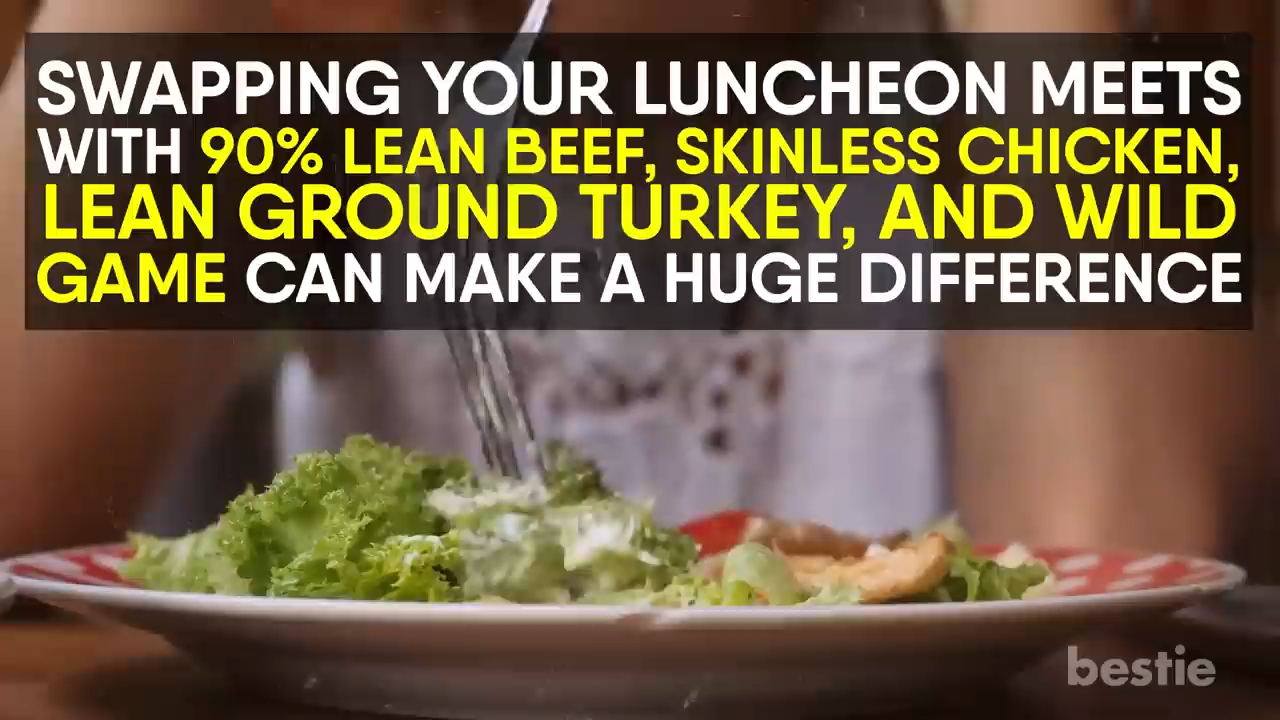 SWAPPING YOUR LUNCHEON MEETS
WITH 90% LEAN BEEF, SKINLESS CHICKEN,
LEAN GROUND TURKEY, AND WILD
GAME CAN MAKE A HUGE DIFFERENCE
bestie